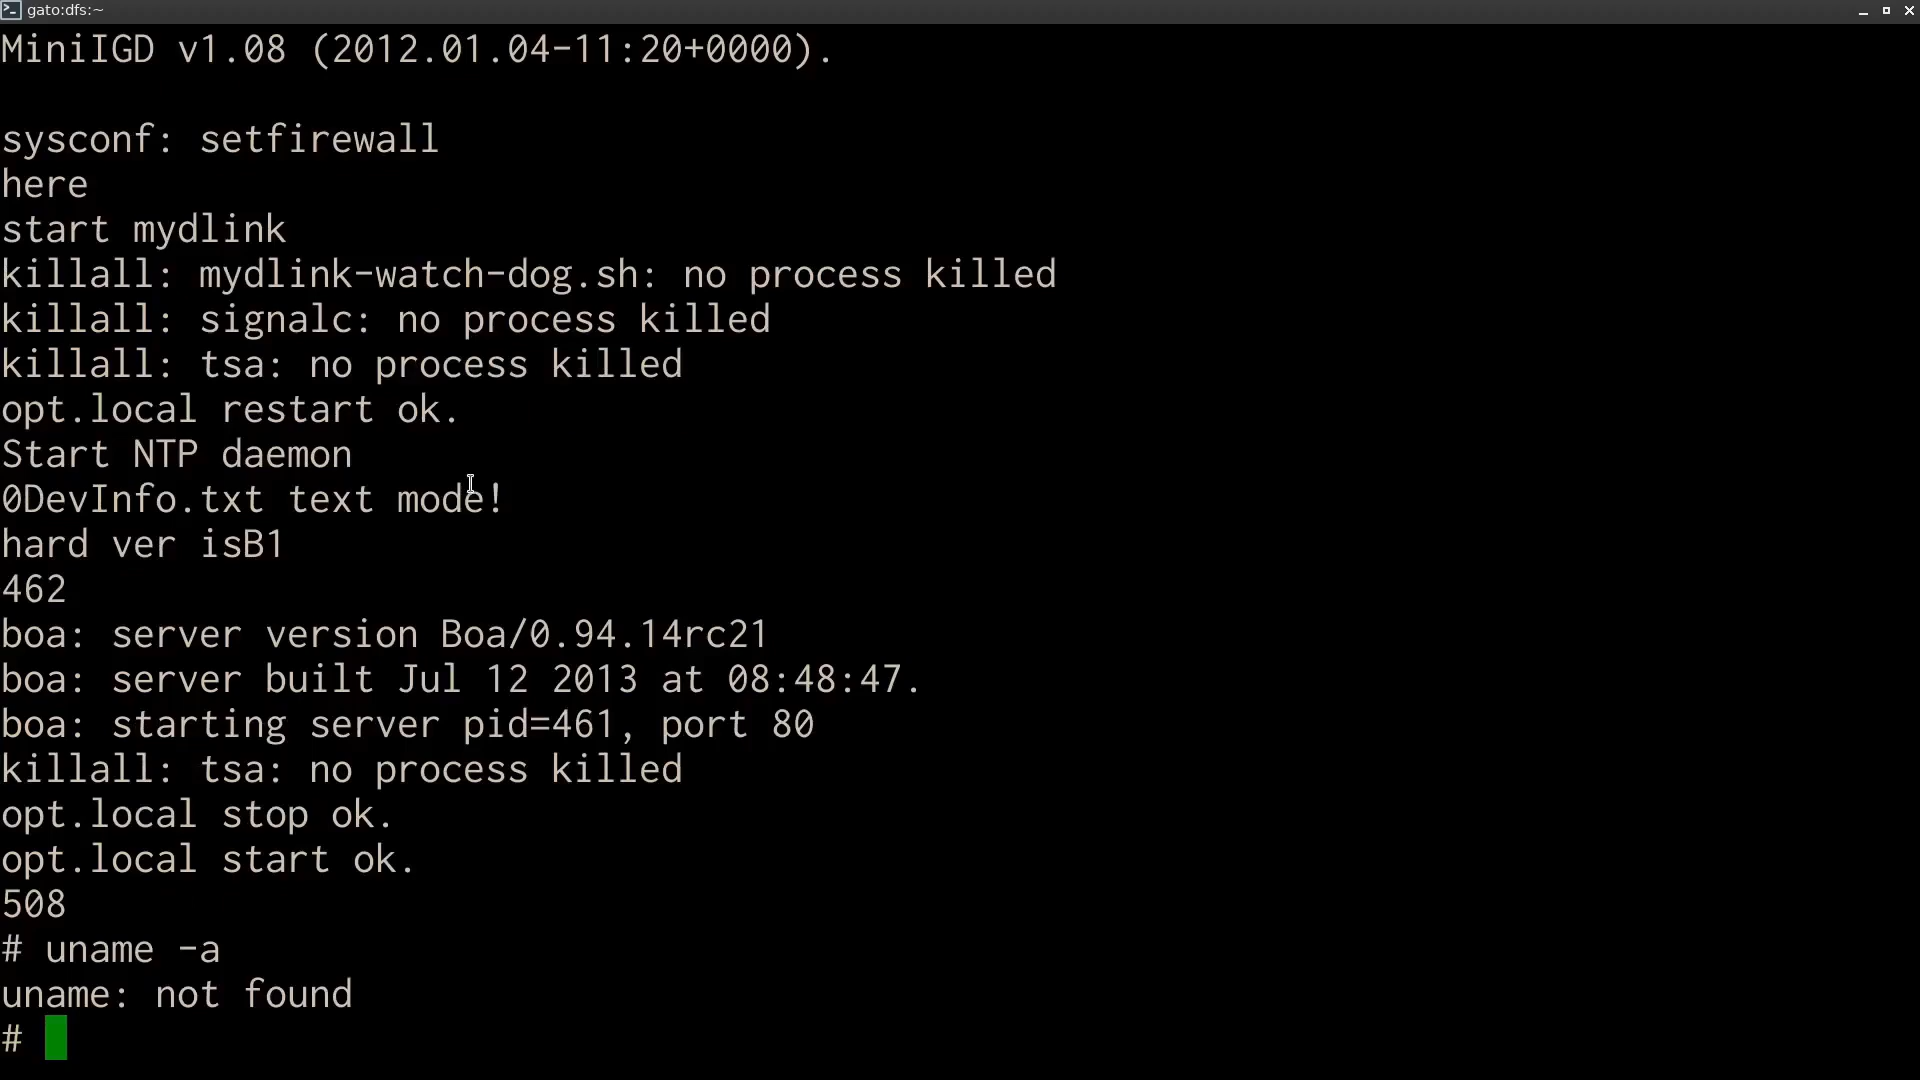 gato:dfs:~
MiniIGD v1.08 (2012.01.04-11:20+0000).
sysconf: setfirewall
here
start mydlink
killall: mydlink-watch-dog.sh: no process killed
killall: signalc: no process killed
killall: tsa: no process killed
opt.local restart ok.
Start NTP daemon
0DevInfo.txt text mode!
hard ver isB1
462
boa: server version Boa/0.94.14rc21
boa: server built Jul 12 2013 at 08:48:47.
boa: starting server pid=461, port 80
killall: tsa: no process killed
opt.local stop ok.
opt.local start ok.
508
# uname -a
uname: not found
#